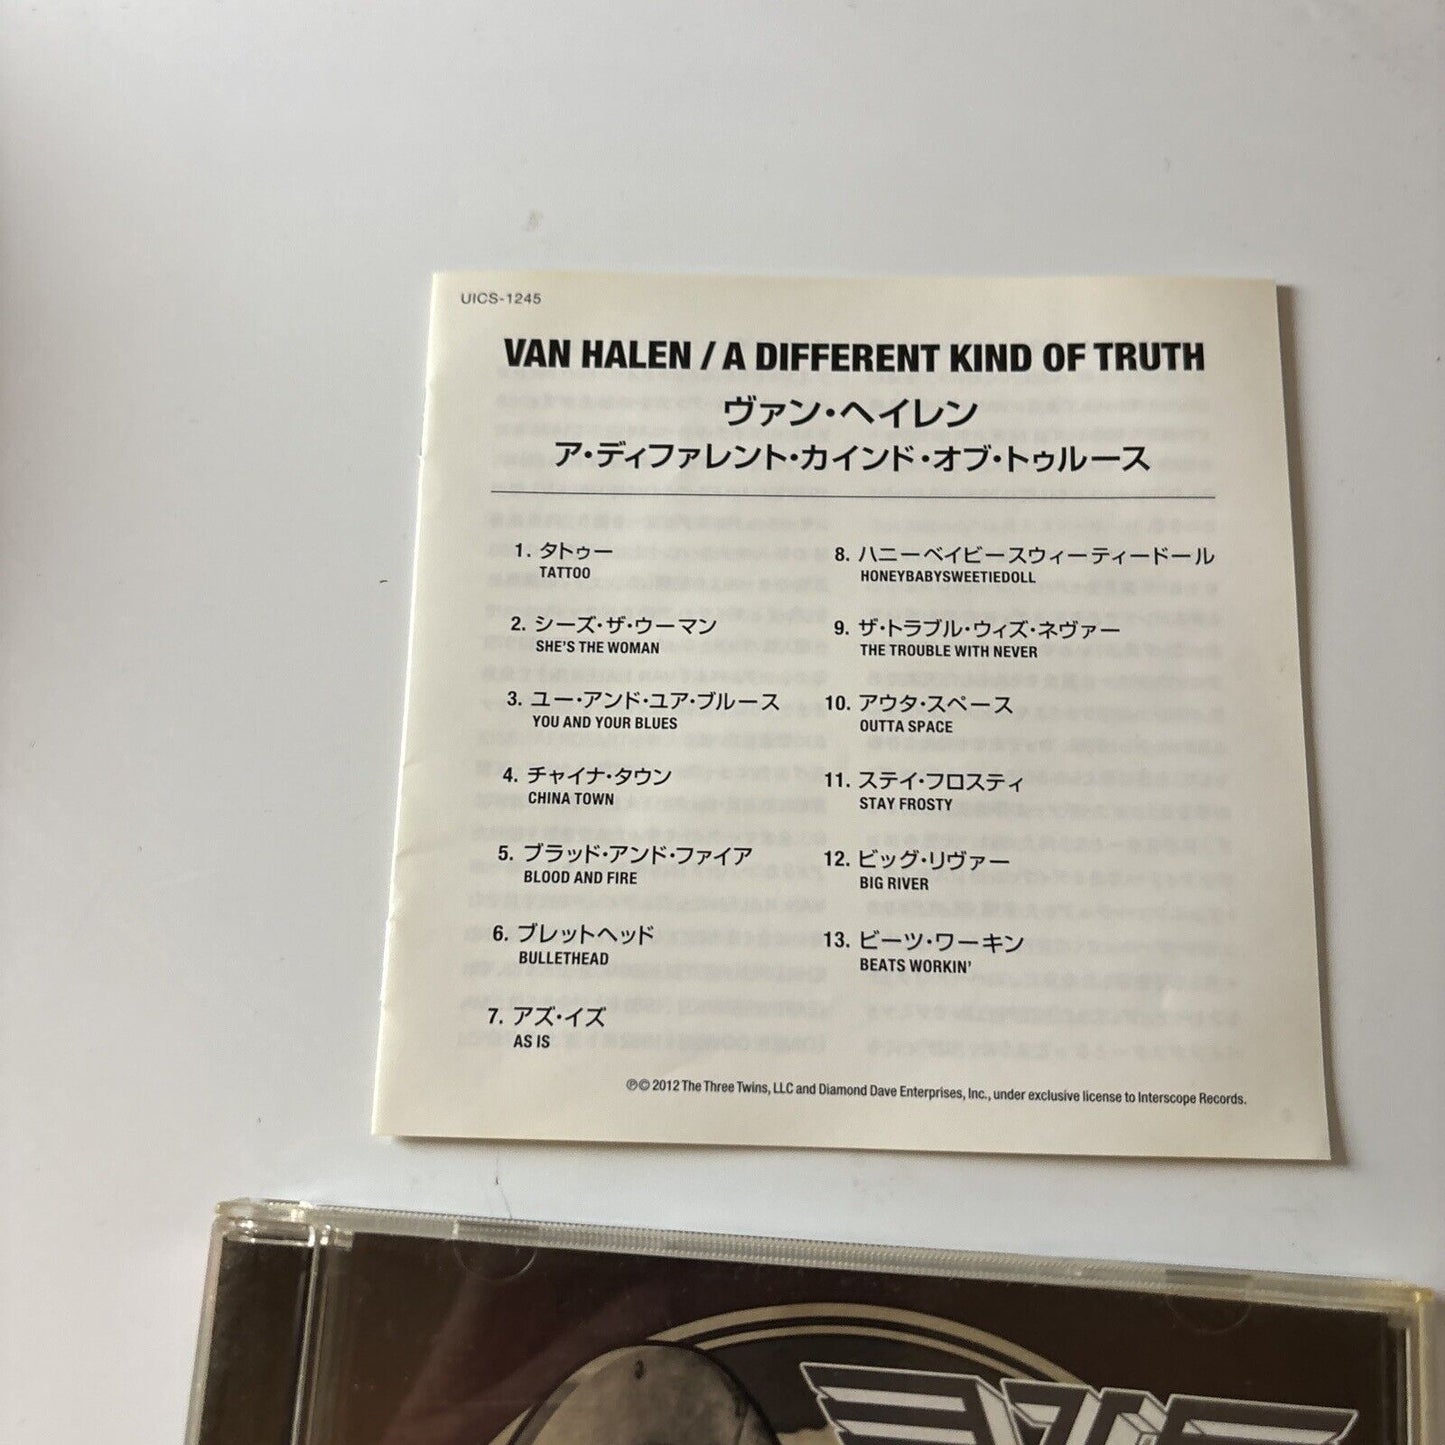 UICS-1245
VAN HALEN / A DIFFERENT KIND OF TRUTH
ヴァン・ヘイレン
ア・ディファレント・カインド・オブ・トゥルース
1. タトゥー
TATTOO
2. シーズ・ザ・ウーマン
SHE'S THE WOMAN
3. ユー・アンド・ユア・ブルース
YOU AND YOUR BLUES
4. チャイナ・タウン
CHINA TOWN
5. ブラッド・アンド・ファイア
BLOOD AND FIRE
6. ブレットヘッド
BULLETHEAD
7. アズ・イズ
AS IS
8. ハニーベイビースウィーティードール
HONEYBABYSWEETIEDOLL
9. ザ・トラブル・ウィズ・ネヴァー
THE TROUBLE WITH NEVER
10. アウタ・スペース
OUTTA SPACE
11. ステイ・フロスティ
STAY FROSTY
12. ビッグ・リヴァー
BIG RIVER
13. ビーツ・ワーキン
BEATS WORKIN'
℗© 2012 The Three Twins, LLC and Diamond Dave Enterprises, Inc., under exclusive license to Interscope Records.